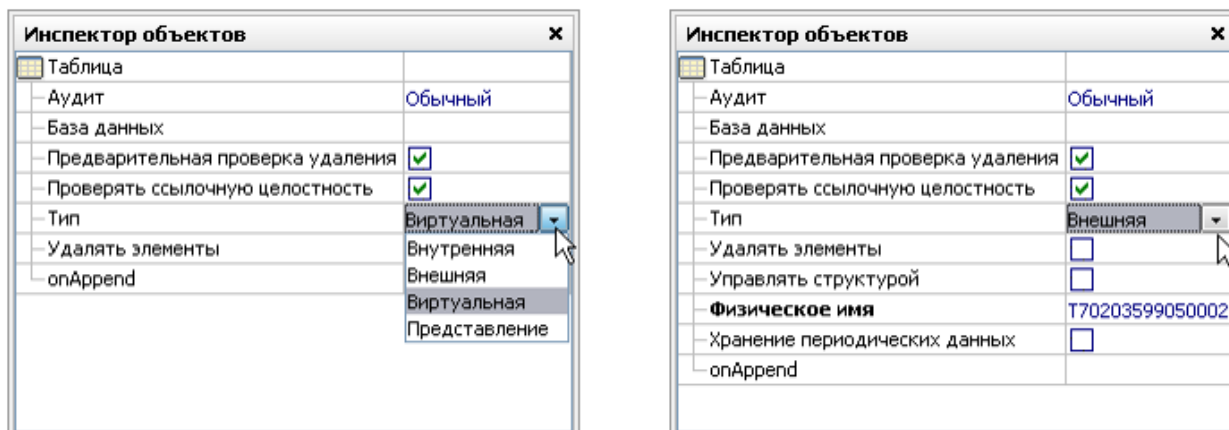 Инспектор объектов
Таблица
Аудит Обычный
База данных
Предварительная проверка удаления
Проверять ссылочную целостность
Тип Виртуальная
Удалять элементы Внутренняя
onAppend Внешняя
Виртуальная
Представление
Инспектор объектов
Таблица
Аудит Обычный
База данных
Предварительная проверка удаления
Проверять ссылочную целостность
Тип Внешняя
Удалять элементы
Управлять структурой
Физическое имя T70203599050002
Хранение периодических данных
onAppend